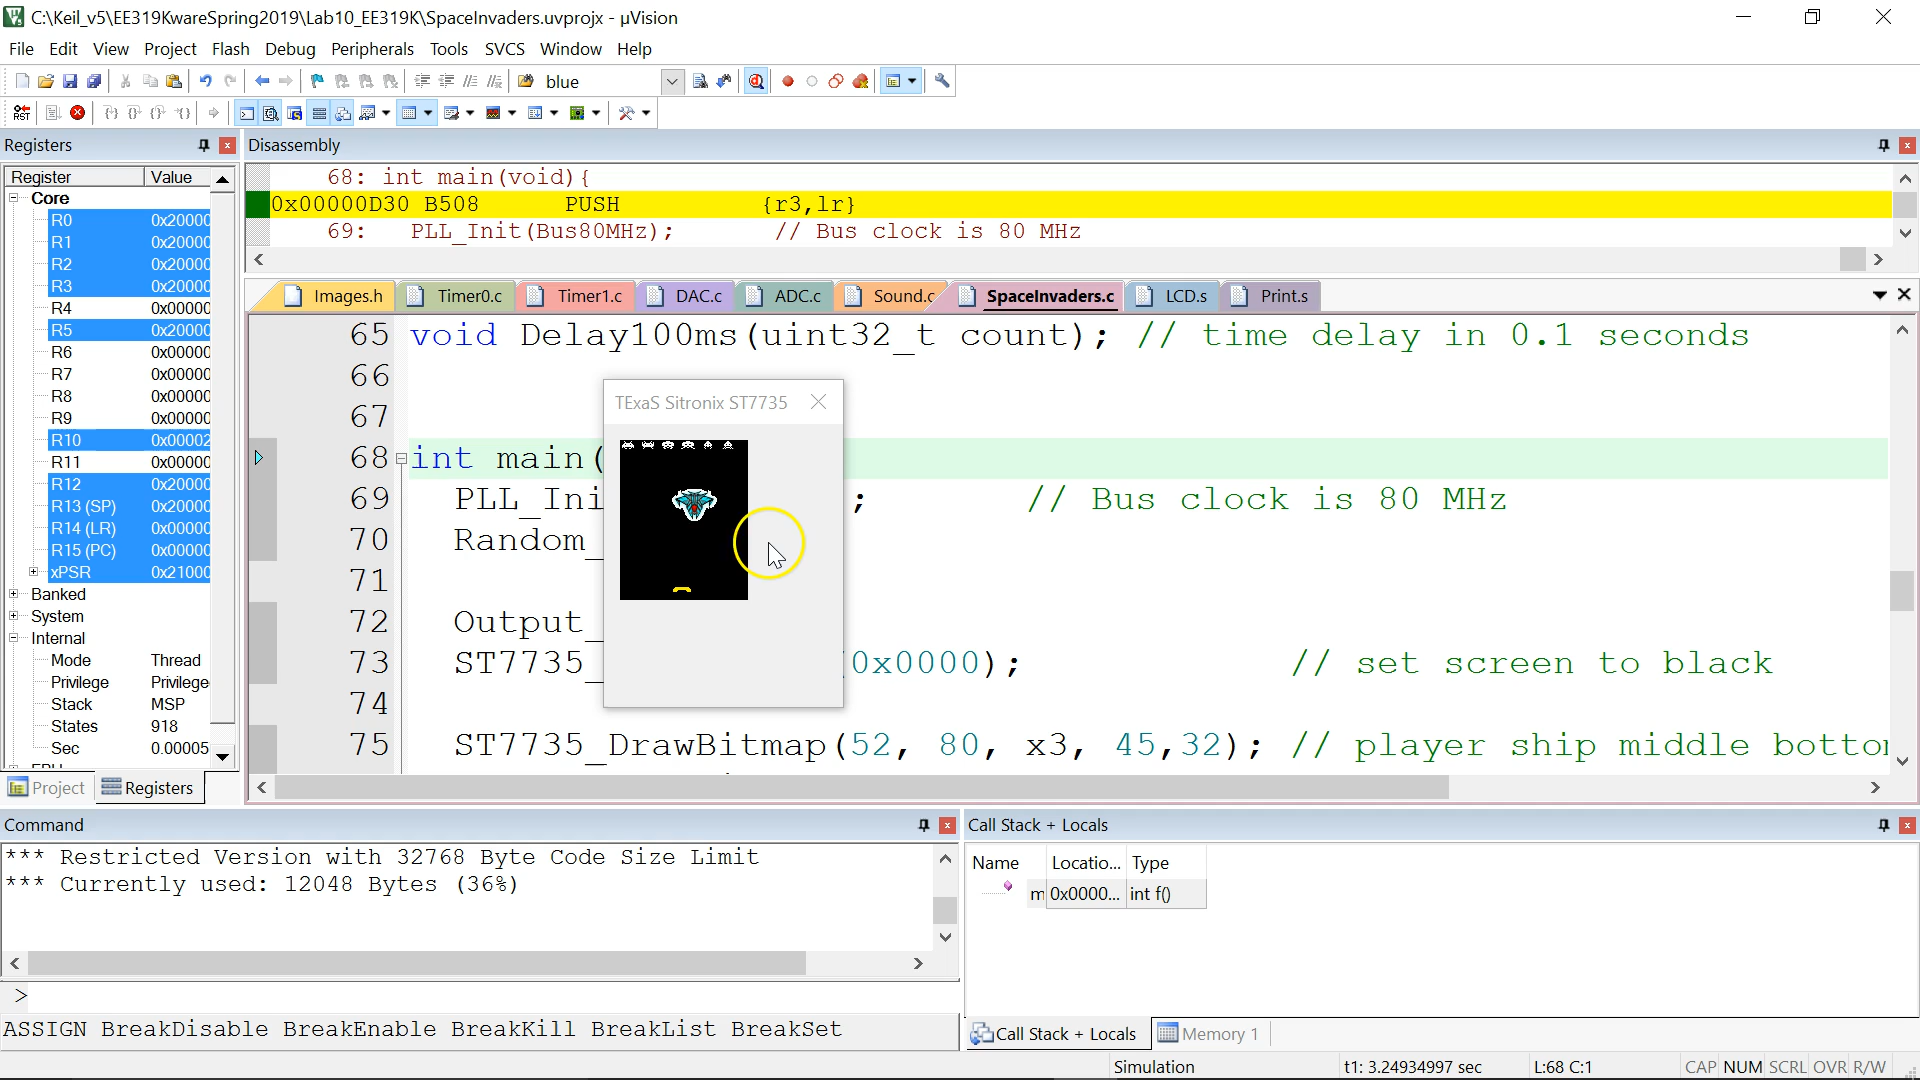 C:\Keil_v5\EE319KwareSpring2019\Lab10_EE319K\SpaceInvaders.uvprojx - µVision
File Edit View Project Flash Debug Peripherals Tools SVCS Window Help
blue
RST
Registers
Register Value
Core
R0 0x20000
R1 0x20000
R2 0x20000
R3 0x20000
R4 0x00000
R5 0x20000
R6 0x00000
R7 0x00000
R8 0x00000
R9 0x00000
R10 0x00002
R11 0x00000
R12 0x20000
R13 (SP) 0x20000
R14 (LR) 0x00000
R15 (PC) 0x00000
xPSR 0x21000
Banked
System
Internal
Mode Thread
Privilege Privilege
Stack MSP
States 918
Sec 0.00005
Project Registers
Disassembly
68: int main(void){
0x00000D30 B508 PUSH {r3,lr}
69: PLL_Init(Bus80MHz); // Bus clock is 80 MHz
Images.h Timer0.c Timer1.c DAC.c ADC.c Sound.c SpaceInvaders.c LCD.s Print.s
65 void Delay100ms(uint32_t count); // time delay in 0.1 seconds
66
67
68 int main(
69 PLL_Ini ; // Bus clock is 80 MHz
70 Random_
71
72 Output_
73 ST7735_ (0x0000); // set screen to black
74
75 ST7735_DrawBitmap(52, 80, x3, 45,32); // player ship middle bottom
TExaS Sitronix ST7735
Command
*** Restricted Version with 32768 Byte Code Size Limit
*** Currently used: 12048 Bytes (36%)
>
ASSIGN BreakDisable BreakEnable BreakKill BreakList BreakSet
Call Stack + Locals
Name Locatio... Type
m 0x0000... int f()
Call Stack + Locals Memory 1
Simulation t1: 3.24934997 sec L:68 C:1 CAP NUM SCRL OVR R/W